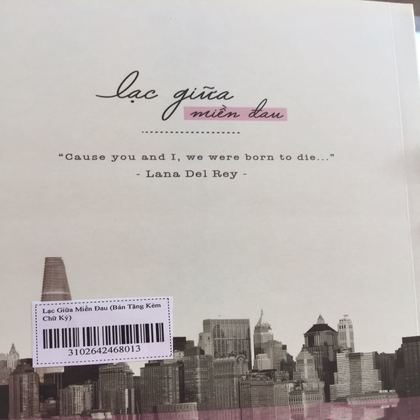 lạc giữa
miền đau
“Cause you and I, we were born to die...”
- Lana Del Rey -
Lạc Giữa Miền Đau (Bản Tặng Kèm
Chữ Ký)
3102642468013